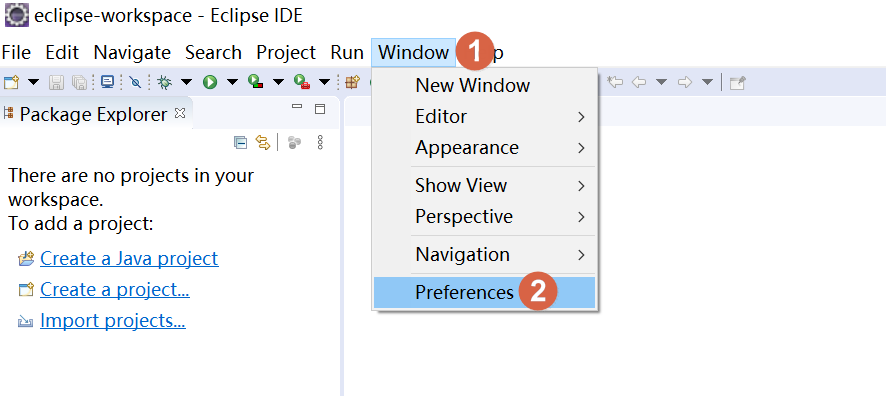 eclipse-workspace - Eclipse IDE
File Edit Navigate Search Project Run Window 1 p
Package Explorer
There are no projects in your
workspace.
To add a project:
Create a Java project
Create a project...
Import projects...
New Window
Editor
Appearance
Show View
Perspective
Navigation
Preferences 2